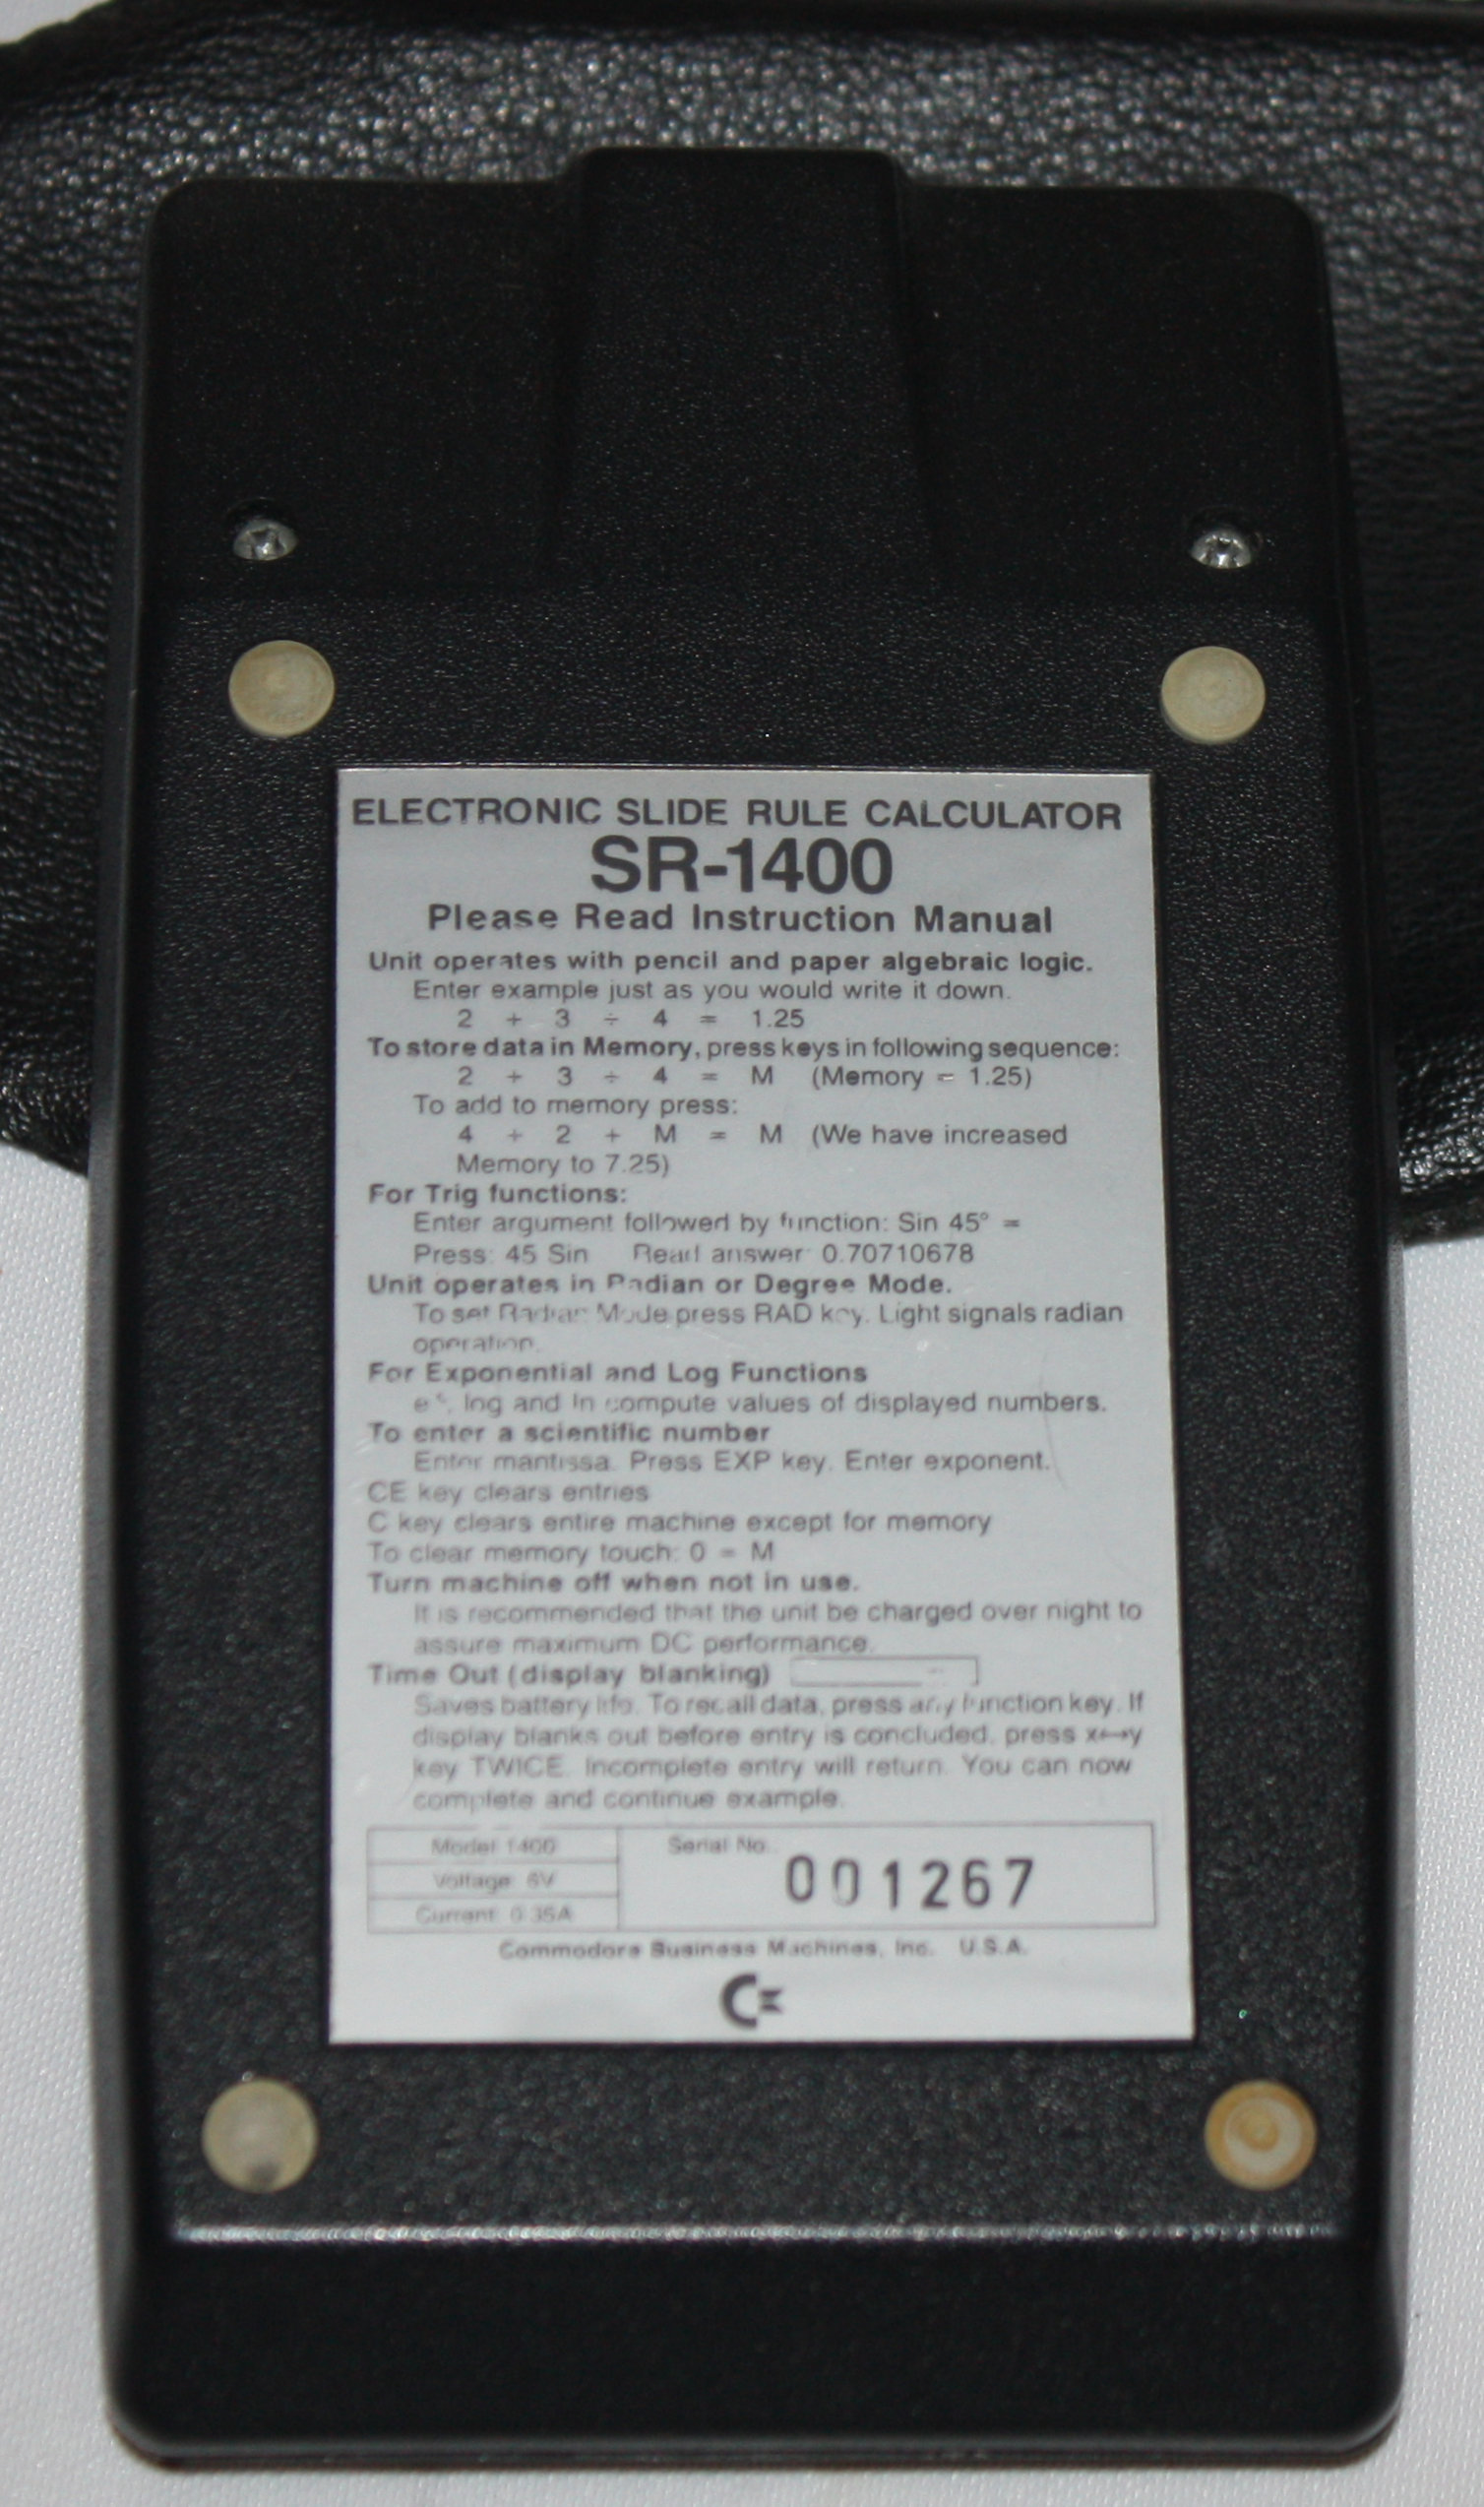 ELECTRONIC SLIDE RULE CALCULATOR
SR-1400
Please Read Instruction Manual
Unit operates with pencil and paper algebraic logic.
Enter example just as you would write it down.
2 + 3 ÷ 4 = 1.25
To store data in Memory, press keys in following sequence:
2 + 3 ÷ 4 = M (Memory = 1.25)
To add to memory press:
4 + 2 + M = M (We have increased
Memory to 7.25)
For Trig functions:
Enter argument followed by function: Sin 45° =
Press: 45 Sin Read answer: 0.70710678
Unit operates in Radian or Degree Mode.
To set Radian Mode press RAD key. Light signals radian
operation.
For Exponential and Log Functions
log and ln compute values of displayed numbers.
To enter a scientific number
Enter mantissa. Press EXP key. Enter exponent.
CE key clears entries
C key clears entire machine except for memory
To clear memory touch: 0 = M
Turn machine off when not in use.
It is recommended that the unit be charged over night to
assure maximum DC performance.
Time Out (display blanking)
Saves battery life. To recall data, press any function key. If
display blanks out before entry is concluded, press x↔y
key TWICE. Incomplete entry will return. You can now
complete and continue example.
Model 1400
Serial No.
001267
Voltage: 6V
Current: 0.35A
Commodore Business Machines, Inc. U.S.A.